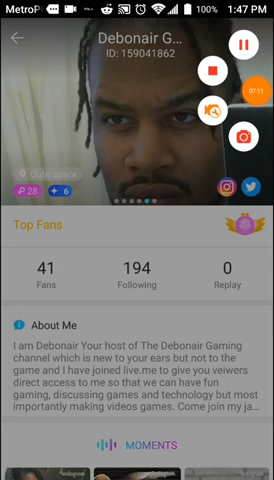 MetroP
100%
1:47 PM
Debonair G...
ID: 159041862
07:11
Outerspace
28
6
Top Fans
41
194
0
Fans
Following
Replay
About Me
I am Debonair Your host of The Debonair Gaming
channel which is new to your ears but not to the
game and I have joined live.me to give you veiwers
direct access to me so that we can have fun
gaming, discussing games and technology but most
importantly making videos games. Come join my ja...
MOMENTS